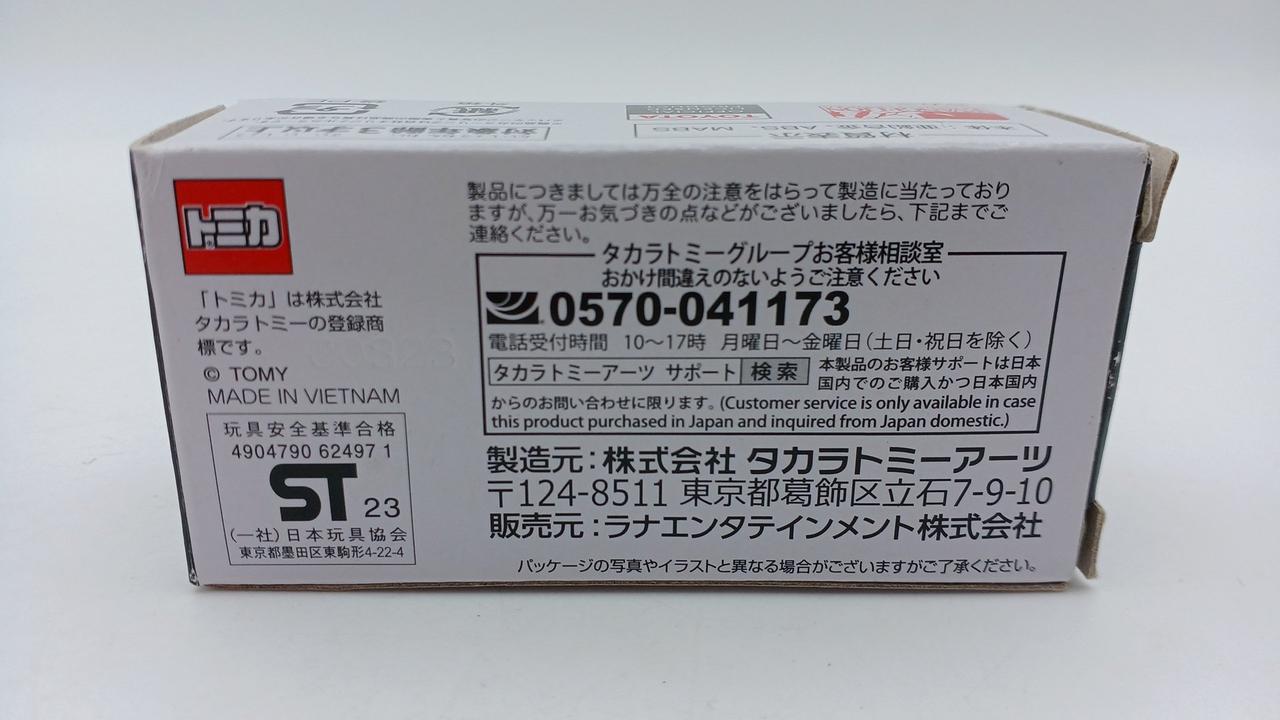 対象年齢3才以上
TOYOTA
本体:亜鉛合金、ABS、MABS
トミカ
「トミカ」は株式会社
タカラトミーの登録商
標です。
© TOMY
MADE IN VIETNAM
玩具安全基準合格
4904790 62497 1
ST 23
(一社)日本玩具協会
東京都墨田区東駒形4-22-4
製品につきましては万全の注意をはらって製造に当たっており
ますが、万一お気づきの点などがございましたら、下記までご
連絡ください。
タカラトミーグループお客様相談室
おかけ間違えのないようご注意ください
0570-041173
電話受付時間 10〜17時 月曜日〜金曜日(土日・祝日を除く)
タカラトミーアーツ サポート 検索 本製品のお客様サポートは日本
国内でのご購入かつ日本国内
からのお問い合わせに限ります。(Customer service is only available in case
this product purchased in Japan and inquired from Japan domestic.)
製造元:株式会社 タカラトミーアーツ
〒124-8511 東京都葛飾区立石7-9-10
販売元:ラナエンタテインメント株式会社
パッケージの写真やイラストと異なる場合がございますがご了承ください。